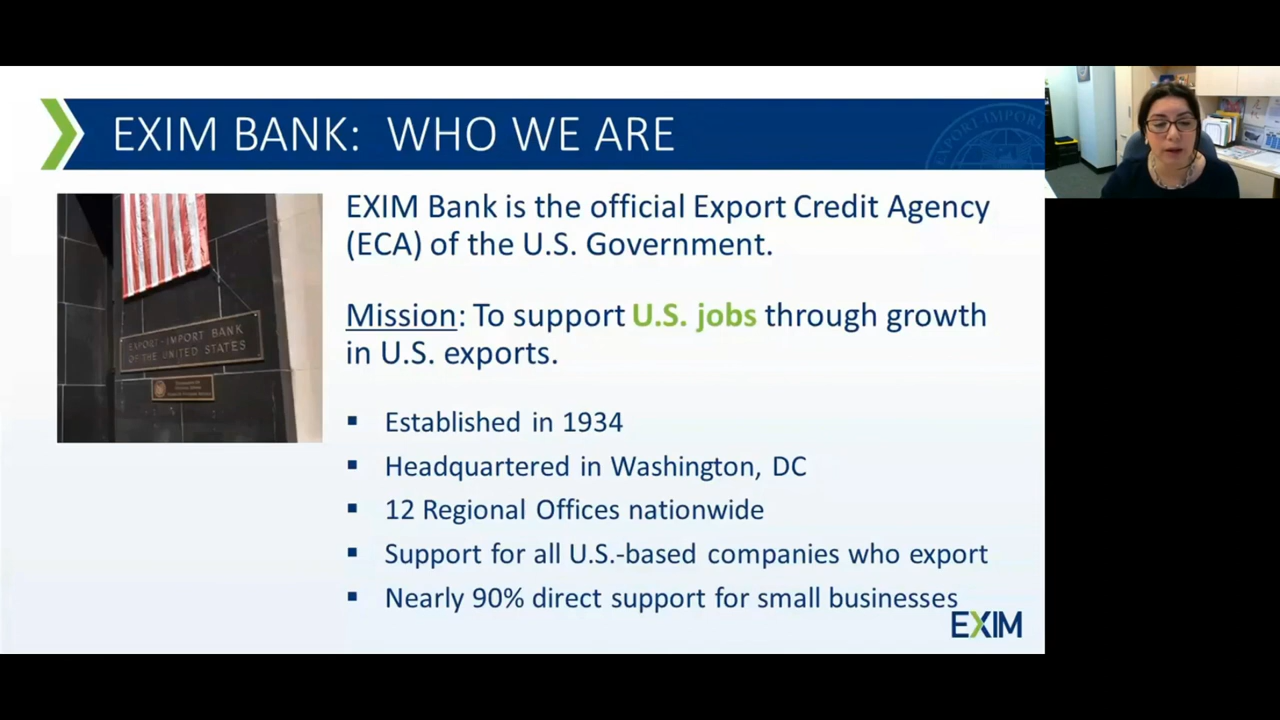 EXIM BANK: WHO WE ARE
EXPORT IMPORT
EXIM Bank is the official Export Credit Agency
(ECA) of the U.S. Government.
EXPORT-IMPORT BANK
OF THE UNITED STATES
Mission: To support U.S. jobs through growth
in U.S. exports.
▪ Established in 1934
▪ Headquartered in Washington, DC
▪ 12 Regional Offices nationwide
▪ Support for all U.S.-based companies who export
▪ Nearly 90% direct support for small businesses
EXIM